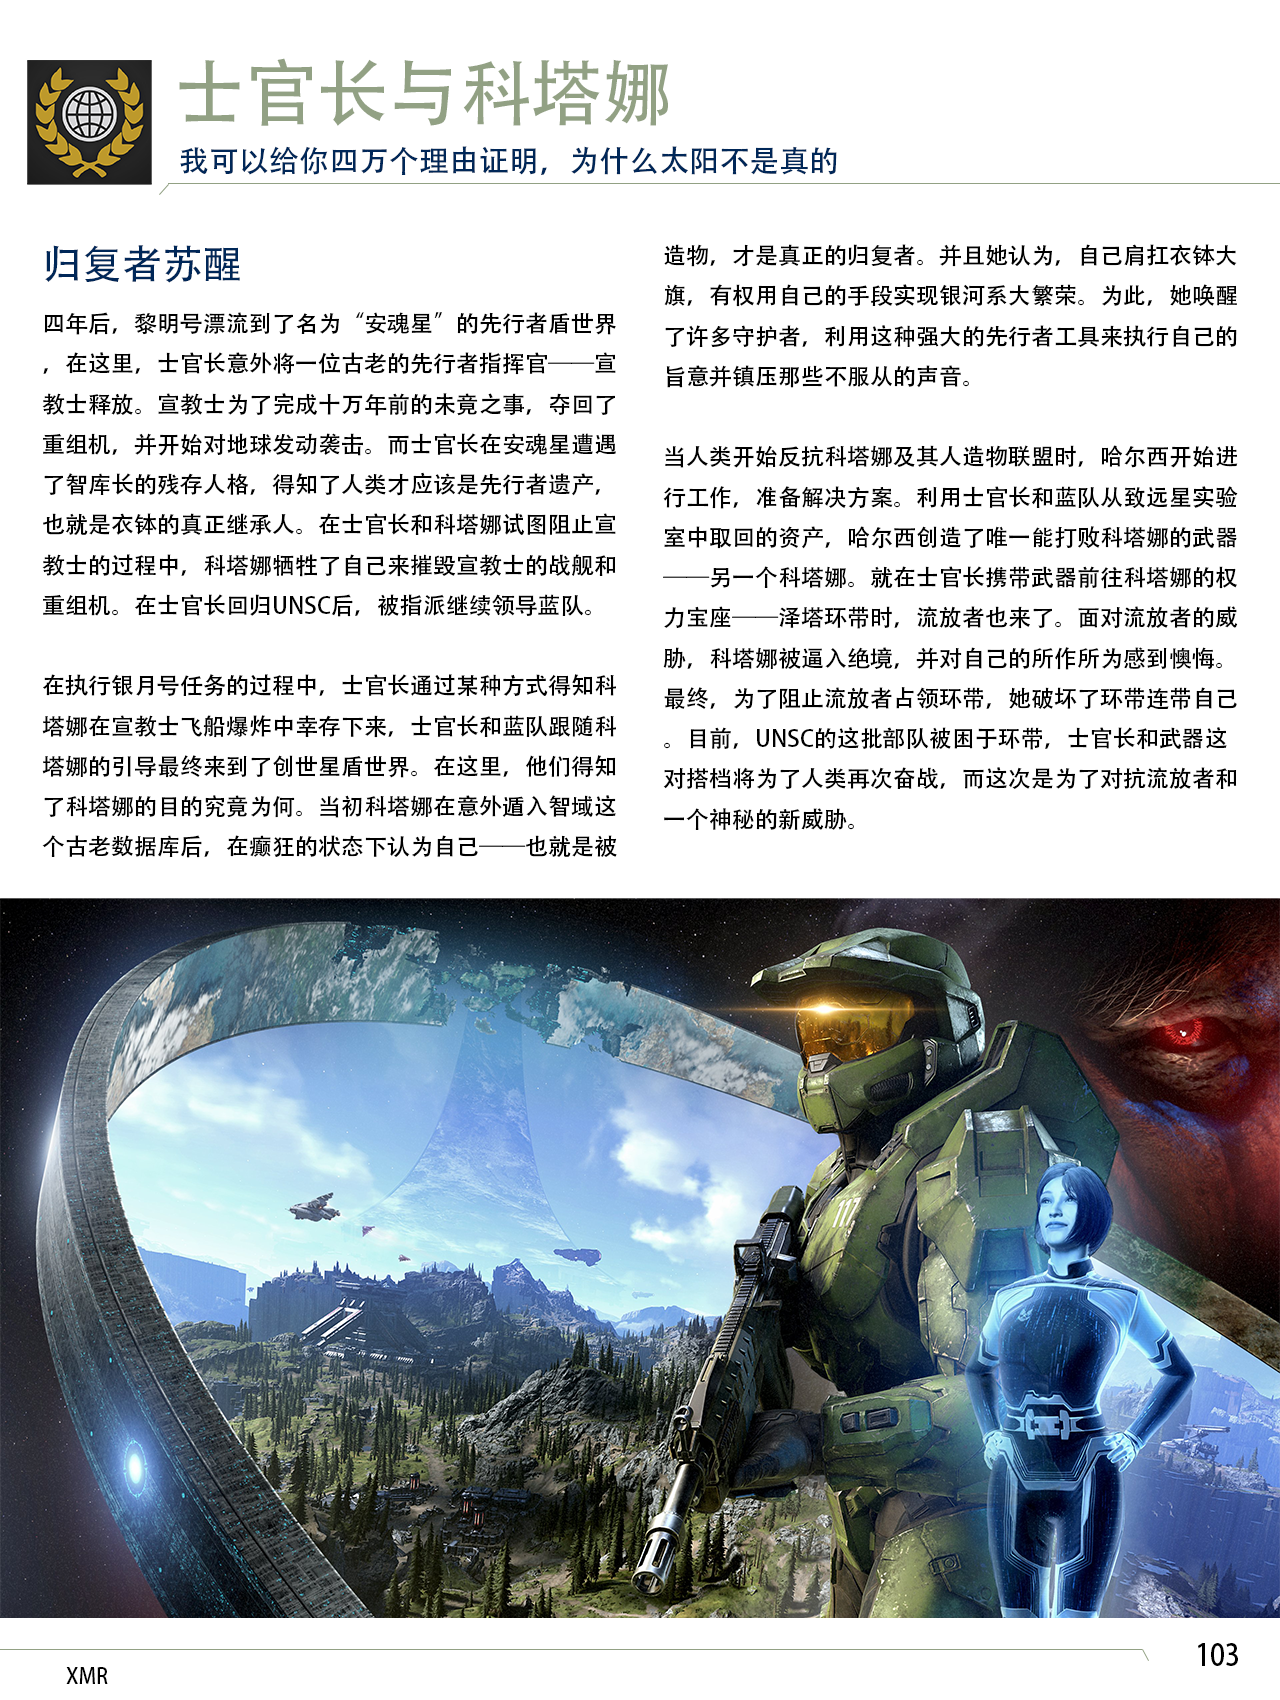 士官长与科塔娜
我可以给你四万个理由证明，为什么太阳不是真的
归复者苏醒
四年后，黎明号漂流到了名为“安魂星”的先行者盾世界
，在这里，士官长意外将一位古老的先行者指挥官——宣
教士释放。宣教士为了完成十万年前的未竟之事，夺回了
重组机，并开始对地球发动袭击。而士官长在安魂星遭遇
了智库长的残存人格，得知了人类才应该是先行者遗产，
也就是衣钵的真正继承人。在士官长和科塔娜试图阻止宣
教士的过程中，科塔娜牺牲了自己来摧毁宣教士的战舰和
重组机。在士官长回归UNSC后，被指派继续领导蓝队。
在执行银月号任务的过程中，士官长通过某种方式得知科
塔娜在宣教士飞船爆炸中幸存下来，士官长和蓝队跟随科
塔娜的引导最终来到了创世星盾世界。在这里，他们得知
了科塔娜的目的究竟为何。当初科塔娜在意外遁入智域这
个古老数据库后，在癫狂的状态下认为自己——也就是被
造物，才是真正的归复者。并且她认为，自己肩扛衣钵大
旗，有权用自己的手段实现银河系大繁荣。为此，她唤醒
了许多守护者，利用这种强大的先行者工具来执行自己的
旨意并镇压那些不服从的声音。
当人类开始反抗科塔娜及其人造物联盟时，哈尔西开始进
行工作，准备解决方案。利用士官长和蓝队从致远星实验
室中取回的资产，哈尔西创造了唯一能打败科塔娜的武器
——另一个科塔娜。就在士官长携带武器前往科塔娜的权
力宝座——泽塔环带时，流放者也来了。面对流放者的威
胁，科塔娜被逼入绝境，并对自己的所作所为感到懊悔。
最终，为了阻止流放者占领环带，她破坏了环带连带自己
。目前，UNSC的这批部队被困于环带，士官长和武器这
对搭档将为了人类再次奋战，而这次是为了对抗流放者和
一个神秘的新威胁。
117
103
XMR